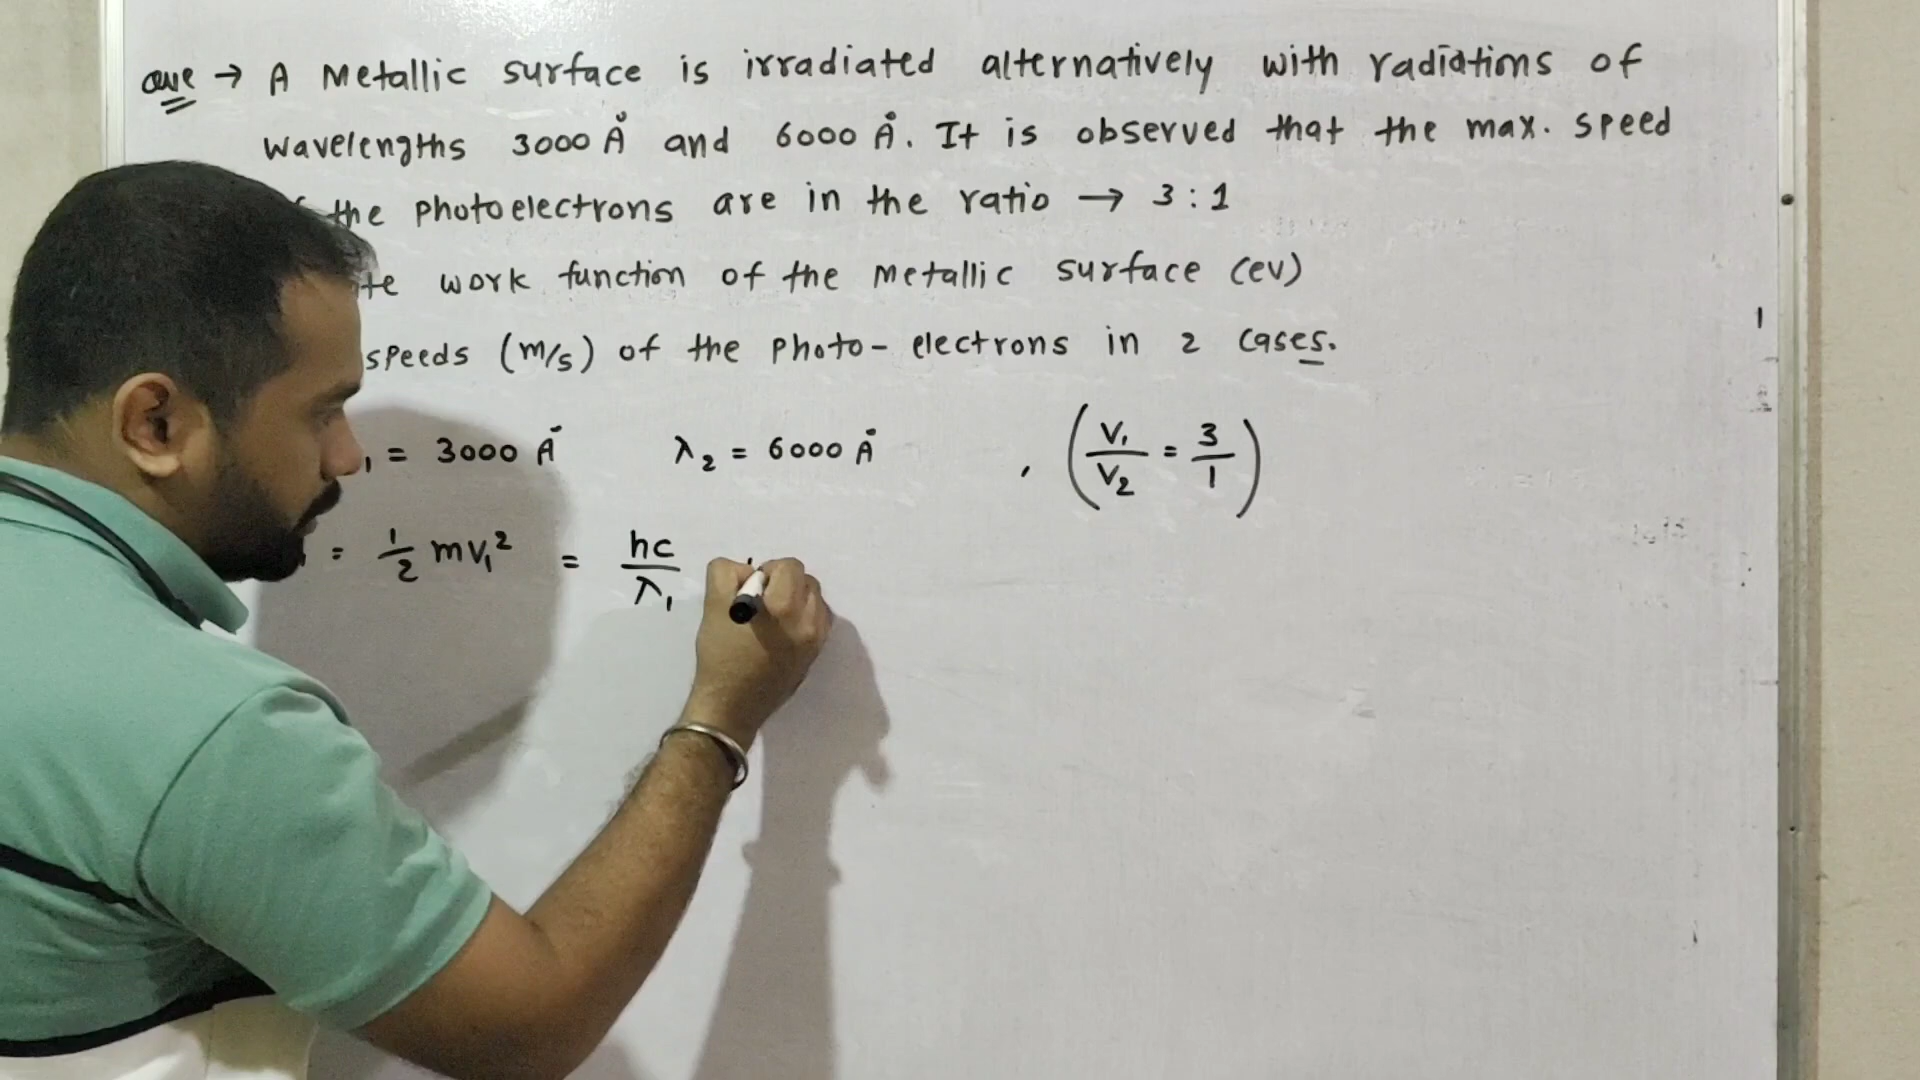 Que → A Metallic surface is irradiated alternatively with radiations of
wavelengths 3000 Å and 6000 Å. It is observed that the max. speed
the photoelectrons are in the ratio → 3 : 1
te work function of the metallic surface (ev)
speeds (m/s) of the photo- electrons in 2 cases.
₁ = 3000 Å λ₂ = 6000 Å , (V₁/V₂ = 3/1)
= 1/2 mv₁² = hc/λ₁